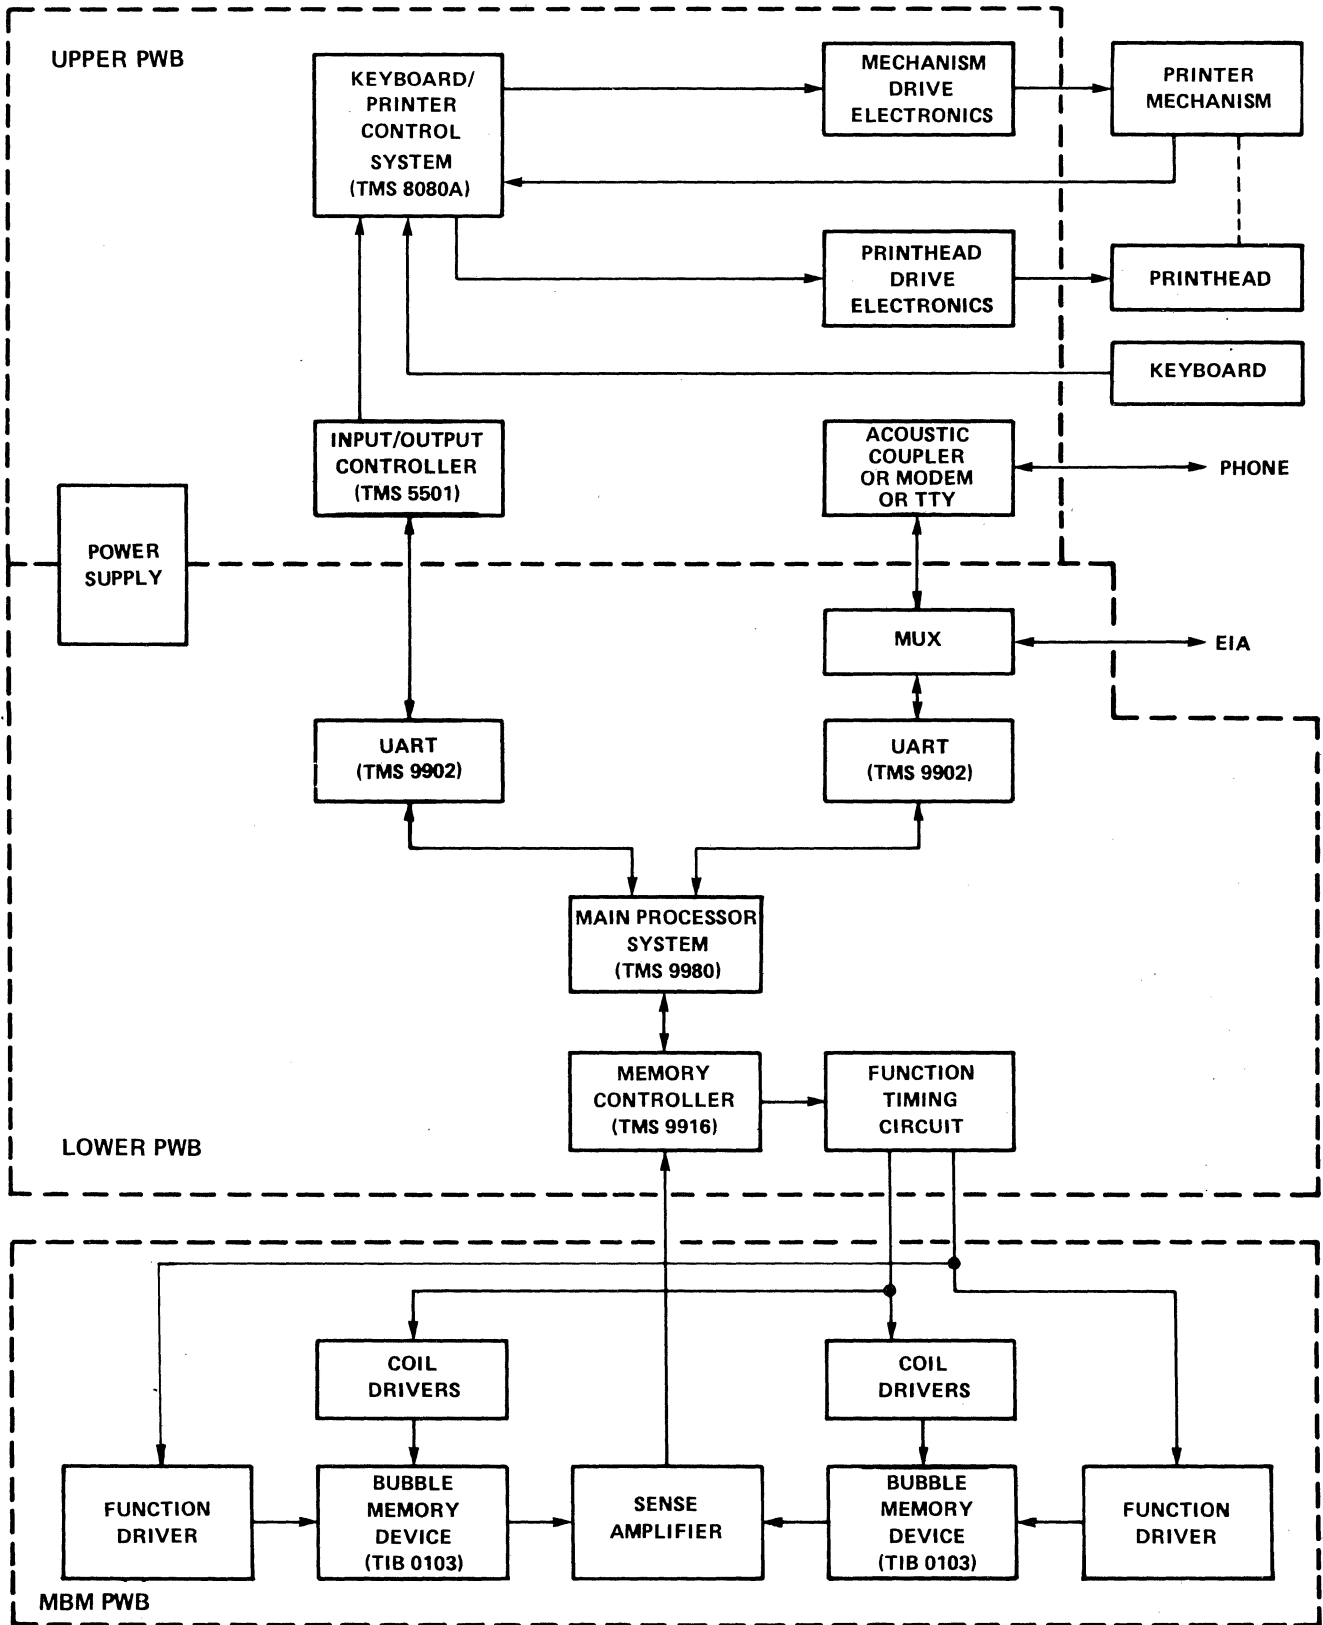 UPPER PWB
KEYBOARD/
PRINTER
CONTROL
SYSTEM
(TMS 8080A)
MECHANISM
DRIVE
ELECTRONICS
PRINTER
MECHANISM
PRINTHEAD
DRIVE
ELECTRONICS
PRINTHEAD
KEYBOARD
INPUT/OUTPUT
CONTROLLER
(TMS 5501)
ACOUSTIC
COUPLER
OR MODEM
OR TTY
PHONE
POWER
SUPPLY
MUX
EIA
UART
(TMS 9902)
UART
(TMS 9902)
MAIN PROCESSOR
SYSTEM
(TMS 9980)
MEMORY
CONTROLLER
(TMS 9916)
FUNCTION
TIMING
CIRCUIT
LOWER PWB
COIL
DRIVERS
COIL
DRIVERS
FUNCTION
DRIVER
BUBBLE
MEMORY
DEVICE
(TIB 0103)
SENSE
AMPLIFIER
BUBBLE
MEMORY
DEVICE
(TIB 0103)
FUNCTION
DRIVER
MBM PWB